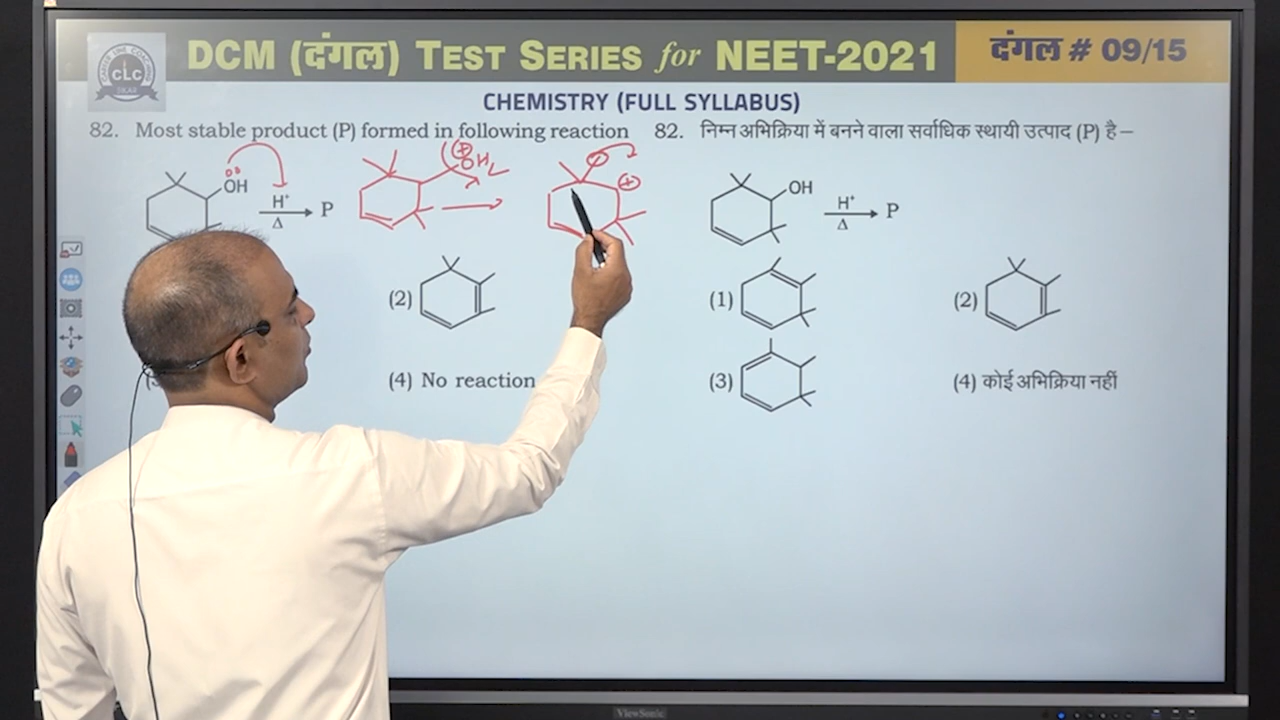 CLC
SIKAR
DCM (दंगल) TEST SERIES for NEET-2021
दंगल # 09/15
CHEMISTRY (FULL SYLLABUS)
82. Most stable product (P) formed in following reaction
OH
H⁺
Δ
P
⊕
OH₂
⊕
(2)
(4) No reaction
82. निम्न अभिक्रिया में बनने वाला सर्वाधिक स्थायी उत्पाद (P) है–
OH
H⁺
Δ
P
(1)
(2)
(3)
(4) कोई अभिक्रिया नहीं
ViewSonic